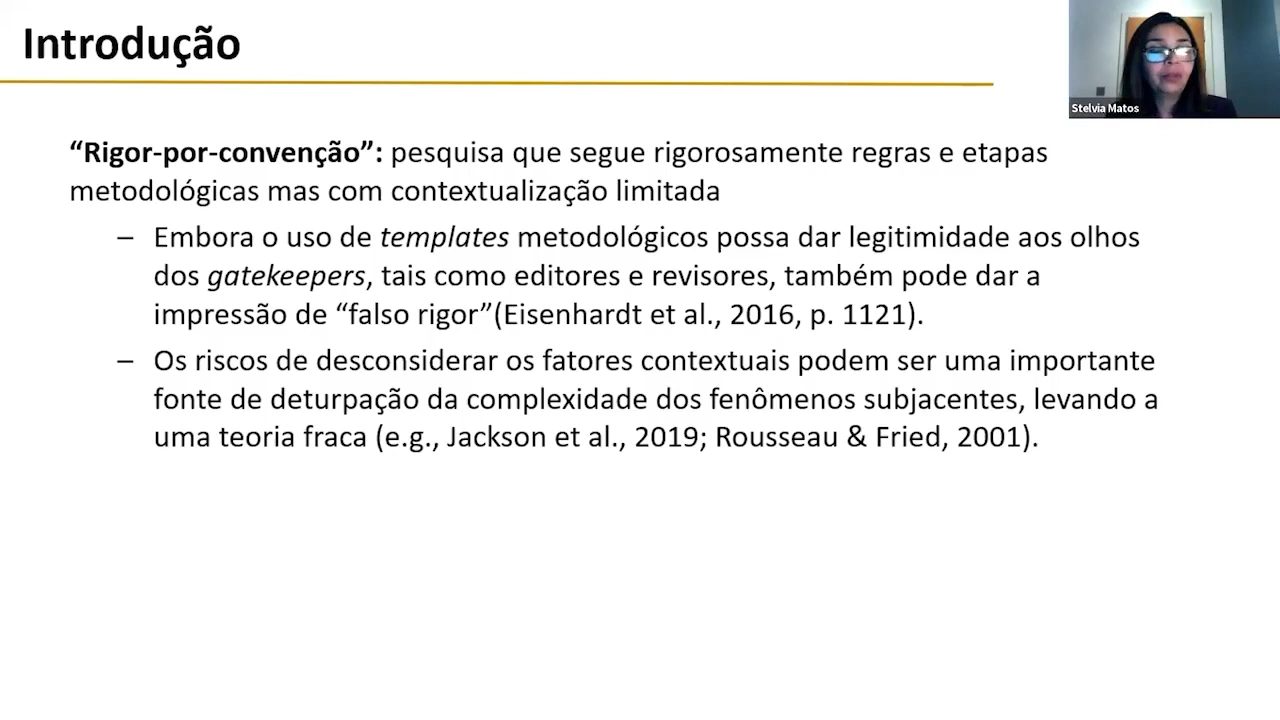 Introdução
Stelvia Matos
“Rigor-por-convenção”: pesquisa que segue rigorosamente regras e etapas
metodológicas mas com contextualização limitada
– Embora o uso de templates metodológicos possa dar legitimidade aos olhos
dos gatekeepers, tais como editores e revisores, também pode dar a
impressão de “falso rigor”(Eisenhardt et al., 2016, p. 1121).
– Os riscos de desconsiderar os fatores contextuais podem ser uma importante
fonte de deturpação da complexidade dos fenômenos subjacentes, levando a
uma teoria fraca (e.g., Jackson et al., 2019; Rousseau & Fried, 2001).